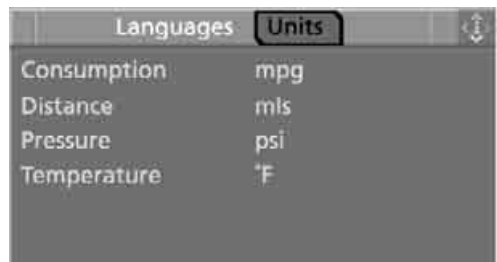 Languages Units
Consumption mpg
Distance mls
Pressure psi
Temperature °F